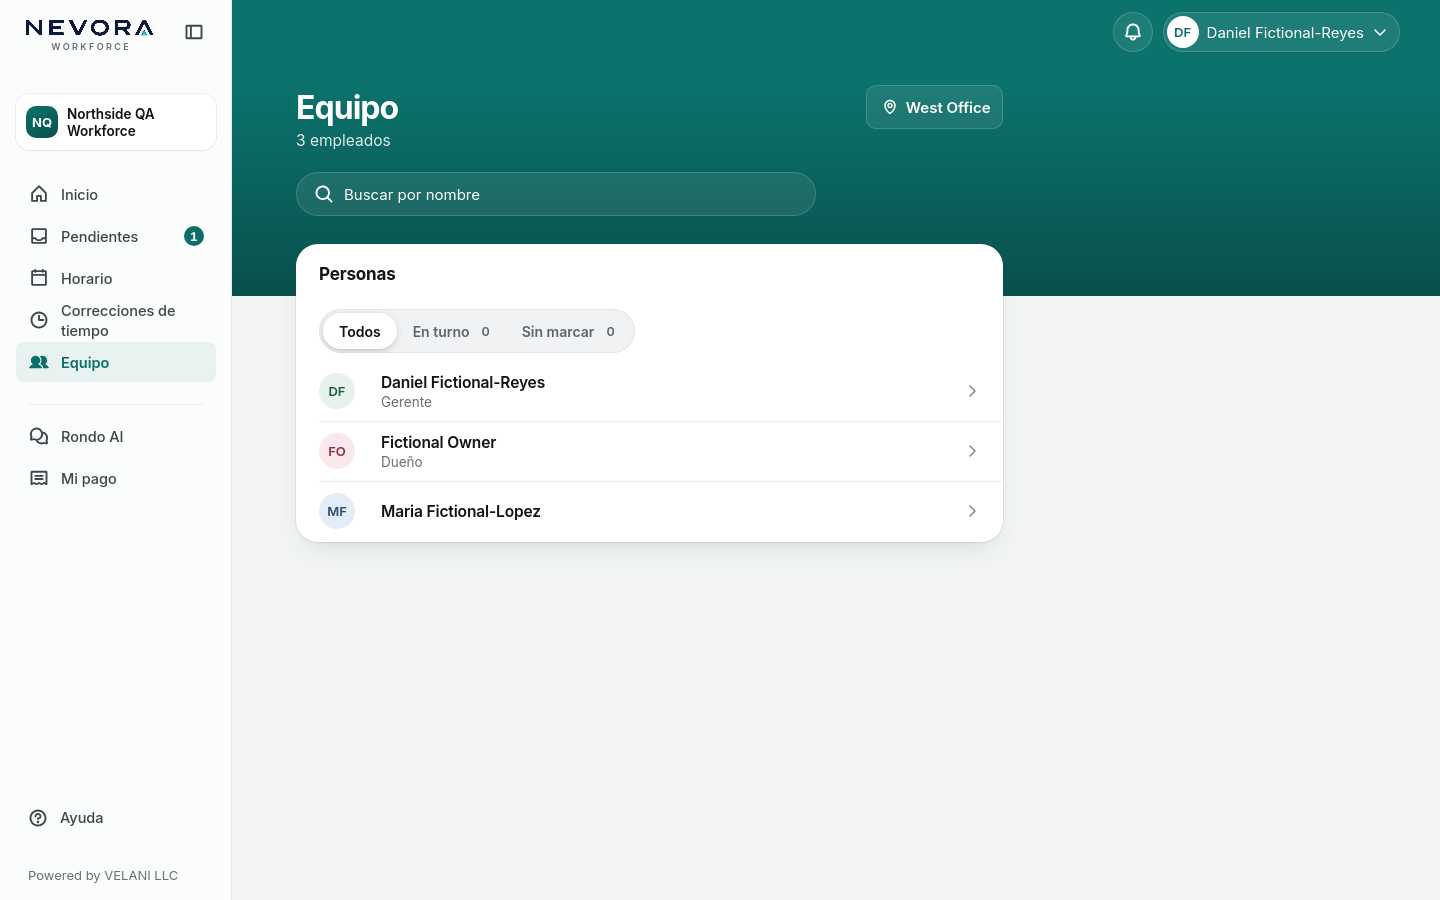 NEVORA
WORKFORCE
DF Daniel Fictional-Reyes
NQ
Northside QA
Workforce
Inicio
Pendientes 1
Horario
Correcciones de
tiempo
Equipo
Rondo AI
Mi pago
Ayuda
Powered by VELANI LLC
Equipo
3 empleados
West Office
Buscar por nombre
Personas
Todos En turno 0 Sin marcar 0
DF
Daniel Fictional-Reyes
Gerente
FO
Fictional Owner
Dueño
MF
Maria Fictional-Lopez